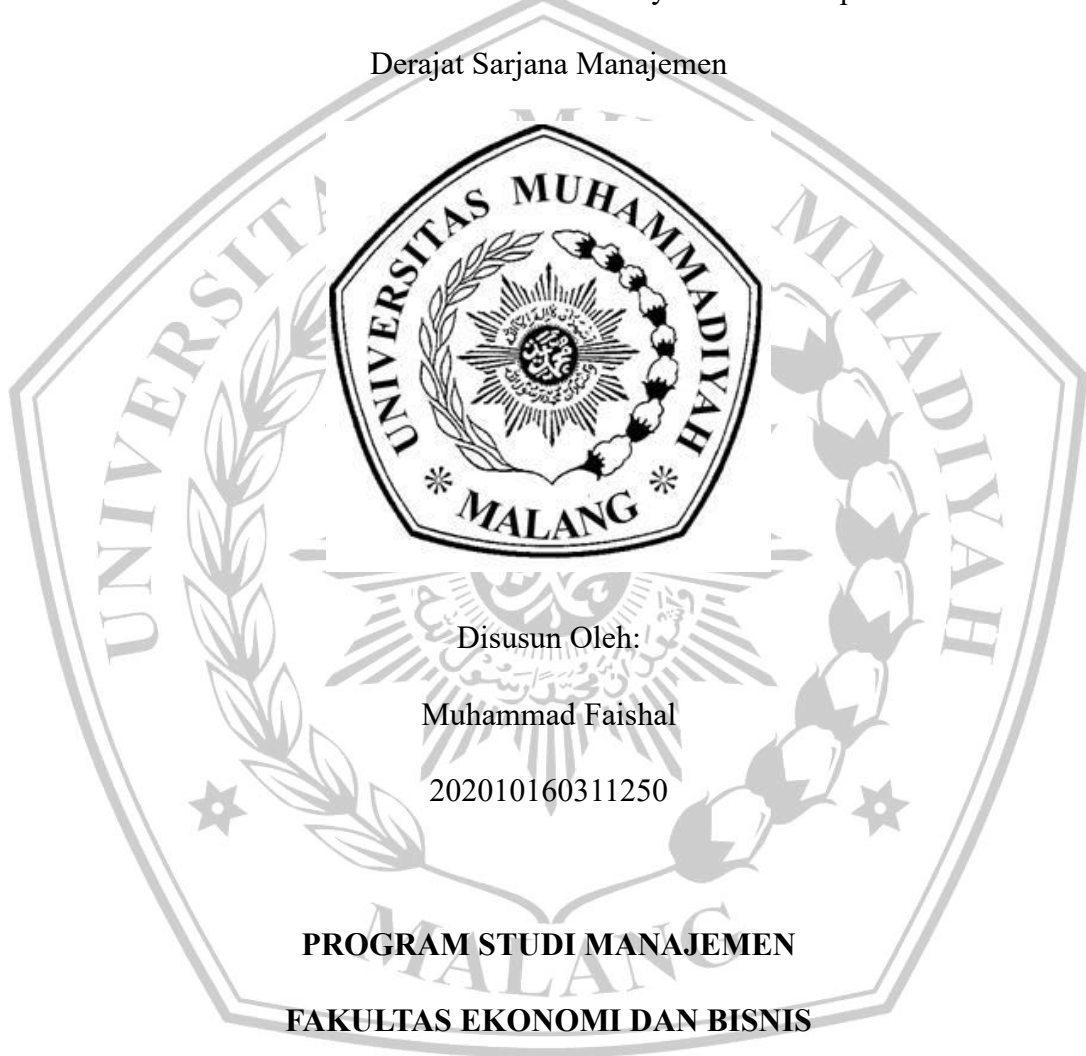 Derajat Sarjana Manajemen
UNIVERSITAS MUHAMMADIYAH
MALANG
Disusun Oleh:
Muhammad Faishal
202010160311250
PROGRAM STUDI MANAJEMEN
FAKULTAS EKONOMI DAN BISNIS